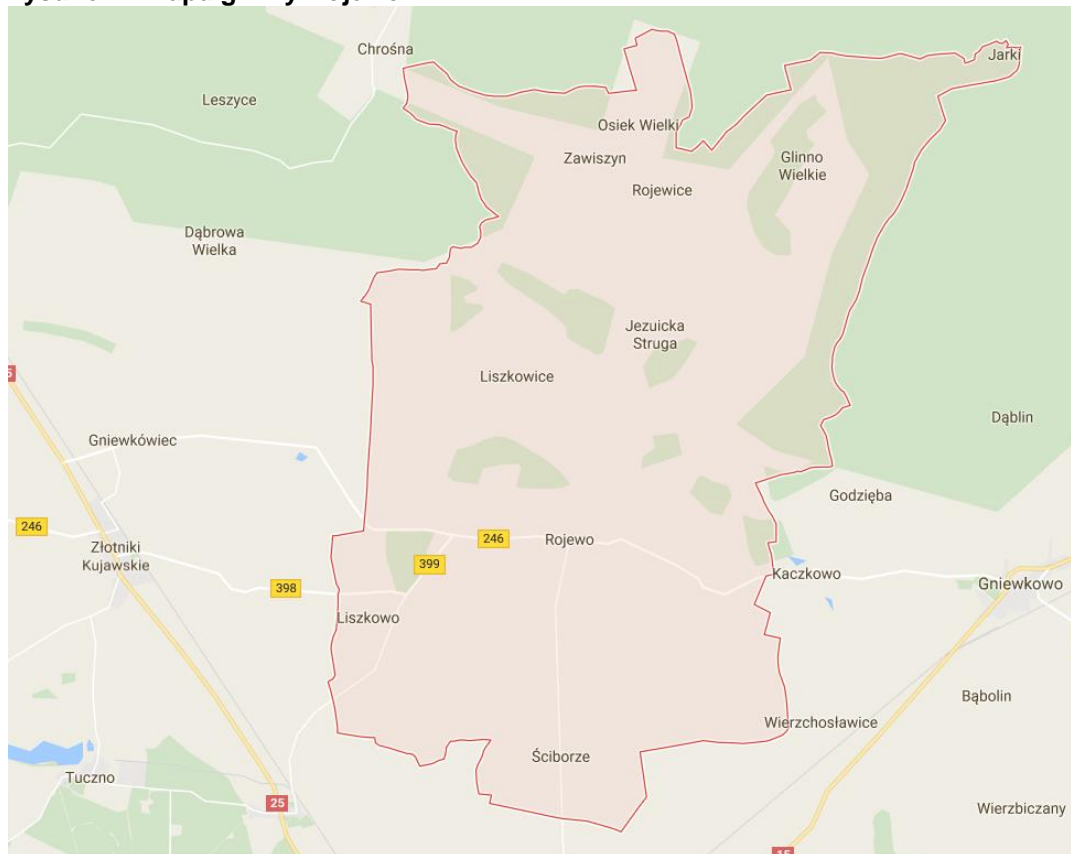 Chrośna
Jarki
Leszyce
Osiek Wielki
Zawiszyn
Glinno
Wielkie
Rojewice
Dąbrowa
Wielka
Jezuicka
Struga
Liszkowice
Dąblin
Gniewkówiec
Godzięba
246
Złotniki
Kujawskie
246
Rojewo
399
398
Kaczkowo
Gniewkowo
Liszkowo
Bąbolin
Wierzchosławice
Ściborze
Tuczno
25
Wierzbiczany
15